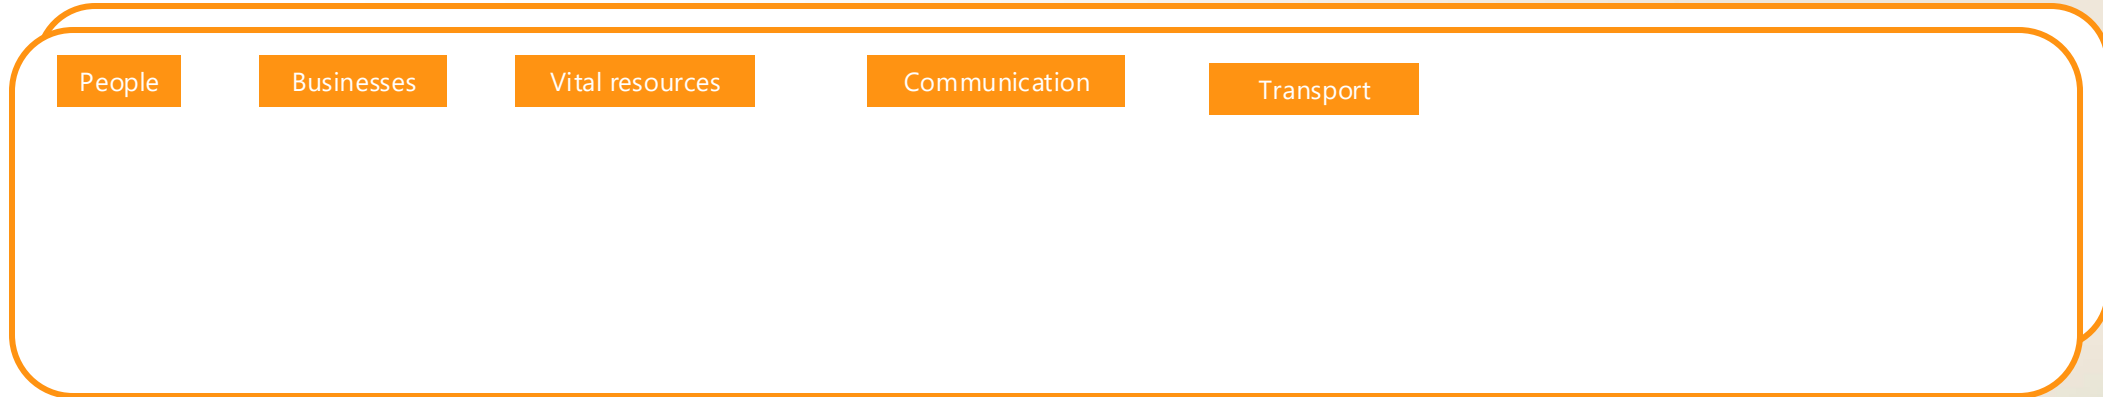 People
Businesses
Vital resources
Communication
Transport